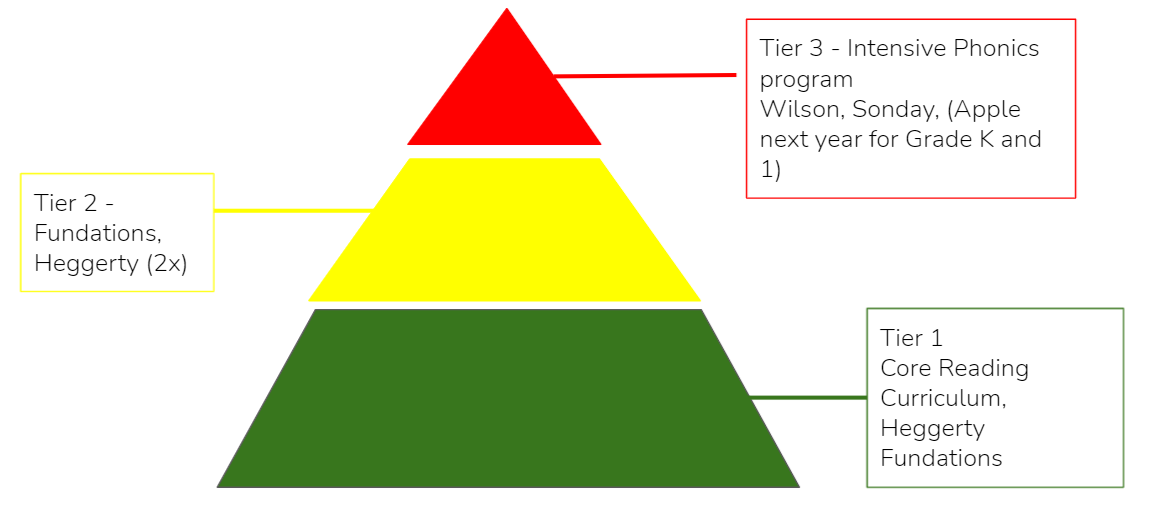 Tier 3 - Intensive Phonics
program
Wilson, Sonday, (Apple
next year for Grade K and
1)
Tier 2 -
Fundations,
Heggerty (2x)
Tier 1
Core Reading
Curriculum,
Heggerty
Fundations